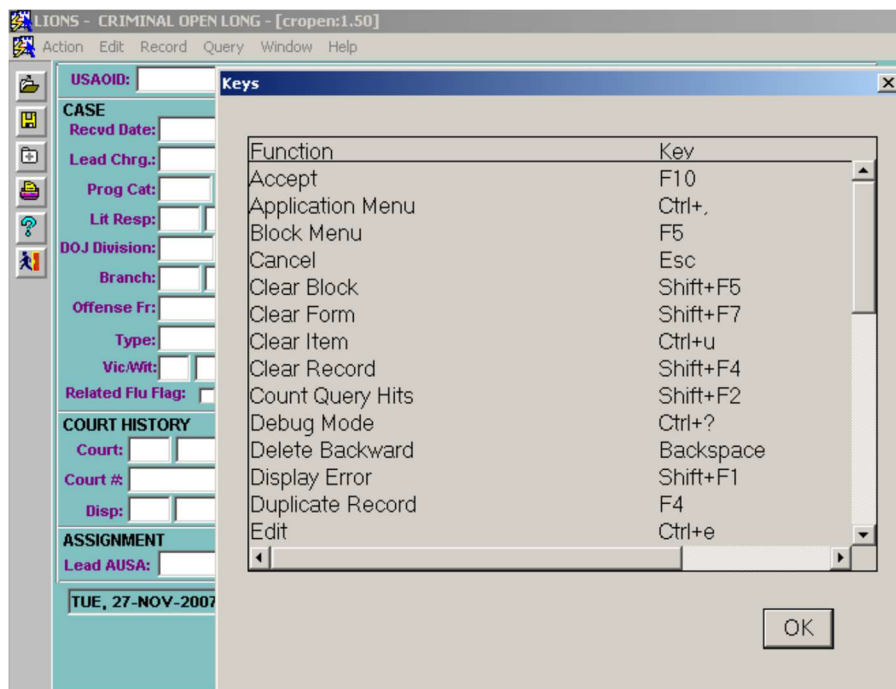 LIONS - CRIMINAL OPEN LONG - [cropen:1.50]
Action Edit Record Query Window Help
USAOID:
CASE
Recvd Date:
Lead Chrg.:
Prog Cat:
Lit Resp:
DOJ Division:
Branch:
Offense Fr:
Type:
Vic/Wit:
Related Flu Flag:
COURT HISTORY
Court:
Court #:
Disp:
ASSIGNMENT
Lead AUSA:
TUE, 27-NOV-2007
Keys
Function Key
Accept F10
Application Menu Ctrl+,
Block Menu F5
Cancel Esc
Clear Block Shift+F5
Clear Form Shift+F7
Clear Item Ctrl+u
Clear Record Shift+F4
Count Query Hits Shift+F2
Debug Mode Ctrl+?
Delete Backward Backspace
Display Error Shift+F1
Duplicate Record F4
Edit Ctrl+e
OK